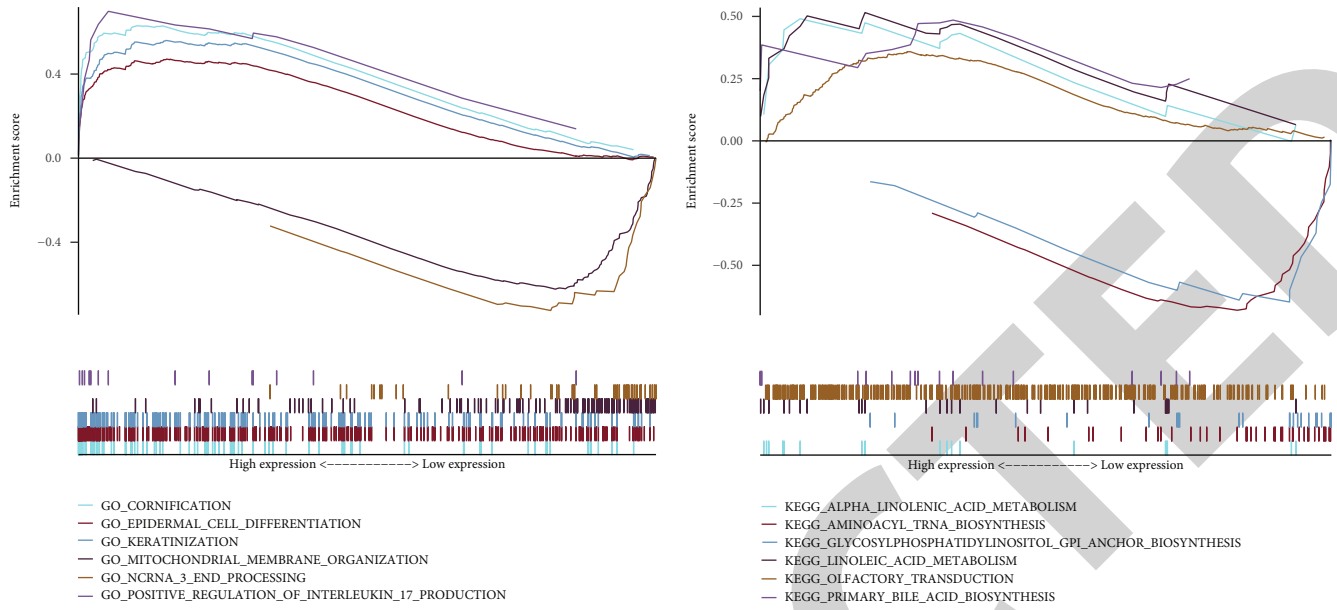 Enrichment score
0.4
0.0
−0.4
High expression <−−−−−−−−−−−> Low expression
GO_CORNIFICATION
GO_EPIDERMAL_CELL_DIFFERENTIATION
GO_KERATINIZATION
GO_MITOCHONDRIAL_MEMBRANE_ORGANIZATION
GO_NCRNA_3_END_PROCESSING
GO_POSITIVE_REGULATION_OF_INTERLEUKIN_17_PRODUCTION
Enrichment score
0.50
0.25
0.00
−0.25
−0.50
High expression <−−−−−−−−−−−> Low expression
KEGG_ALPHA_LINOLENIC_ACID_METABOLISM
KEGG_AMINOACYL_TRNA_BIOSYNTHESIS
KEGG_GLYCOSYLPHOSPHATIDYLINOSITOL_GPI_ANCHOR_BIOSYNTHESIS
KEGG_LINOLEIC_ACID_METABOLISM
KEGG_OLFACTORY_TRANSDUCTION
KEGG_PRIMARY_BILE_ACID_BIOSYNTHESIS
CTED